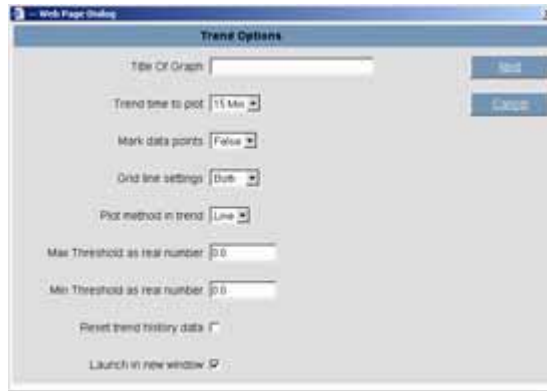 -- Web Page Dialog
Trend Options
Title Of Graph
Next
Trend time to plot 15 Min
Cancel
Mark data points False
Grid line settings Both
Plot method in trend Line
Max Threshold as real number 0.0
Min Threshold as real number 0.0
Reset trend history data
Launch in new window